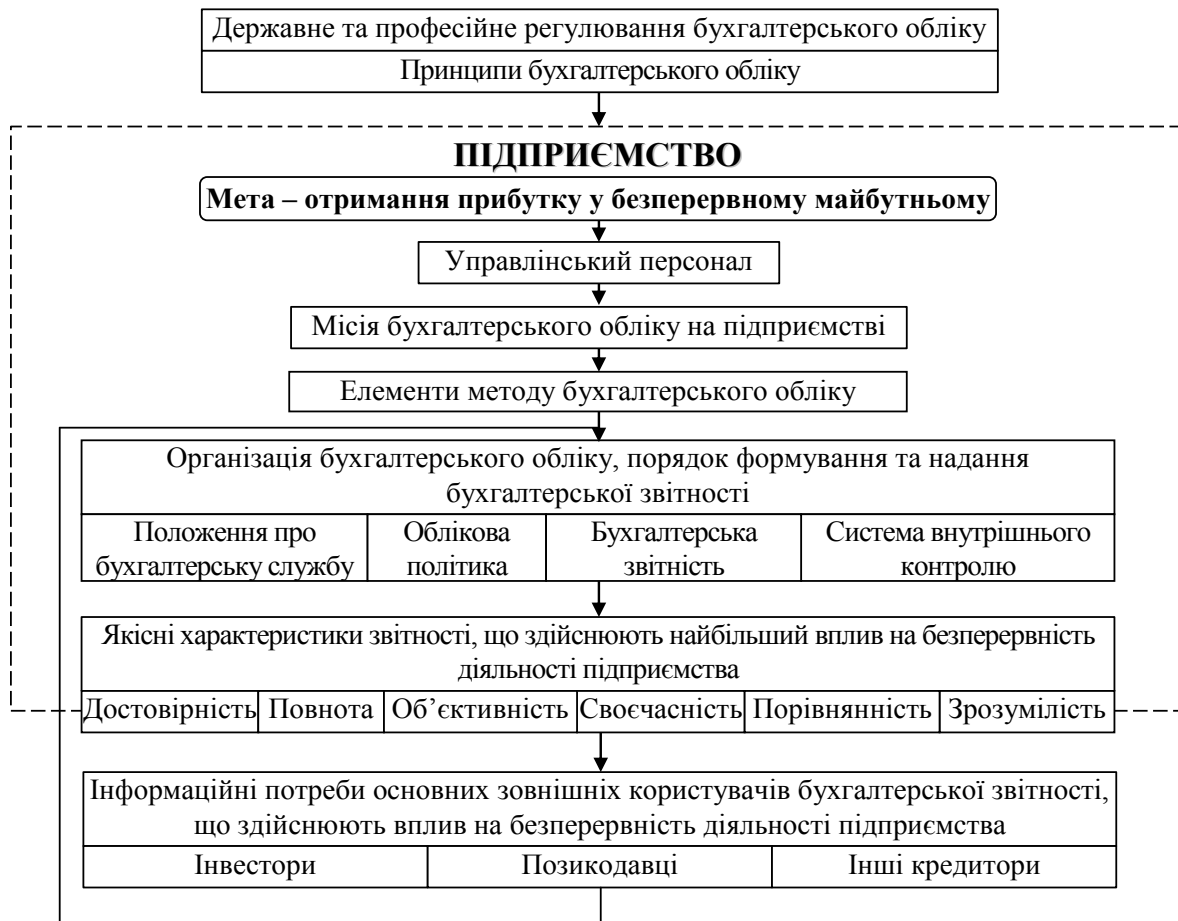 Державне та професійне регулювання бухгалтерського обліку
Принципи бухгалтерського обліку
ПІДПРИЄМСТВО
Мета – отримання прибутку у безперервному майбутньому
Управлінський персонал
Місія бухгалтерського обліку на підприємстві
Елементи методу бухгалтерського обліку
Організація бухгалтерського обліку, порядок формування та надання
бухгалтерської звітності
Положення про
бухгалтерську службу
Облікова
політика
Бухгалтерська
звітність
Система внутрішнього
контролю
Якісні характеристики звітності, що здійснюють найбільший вплив на безперервність
діяльності підприємства
Достовірність
Повнота
Об’єктивність
Своєчасність
Порівнянність
Зрозумілість
Інформаційні потреби основних зовнішніх користувачів бухгалтерської звітності,
що здійснюють вплив на безперервність діяльності підприємства
Інвестори
Позикодавці
Інші кредитори